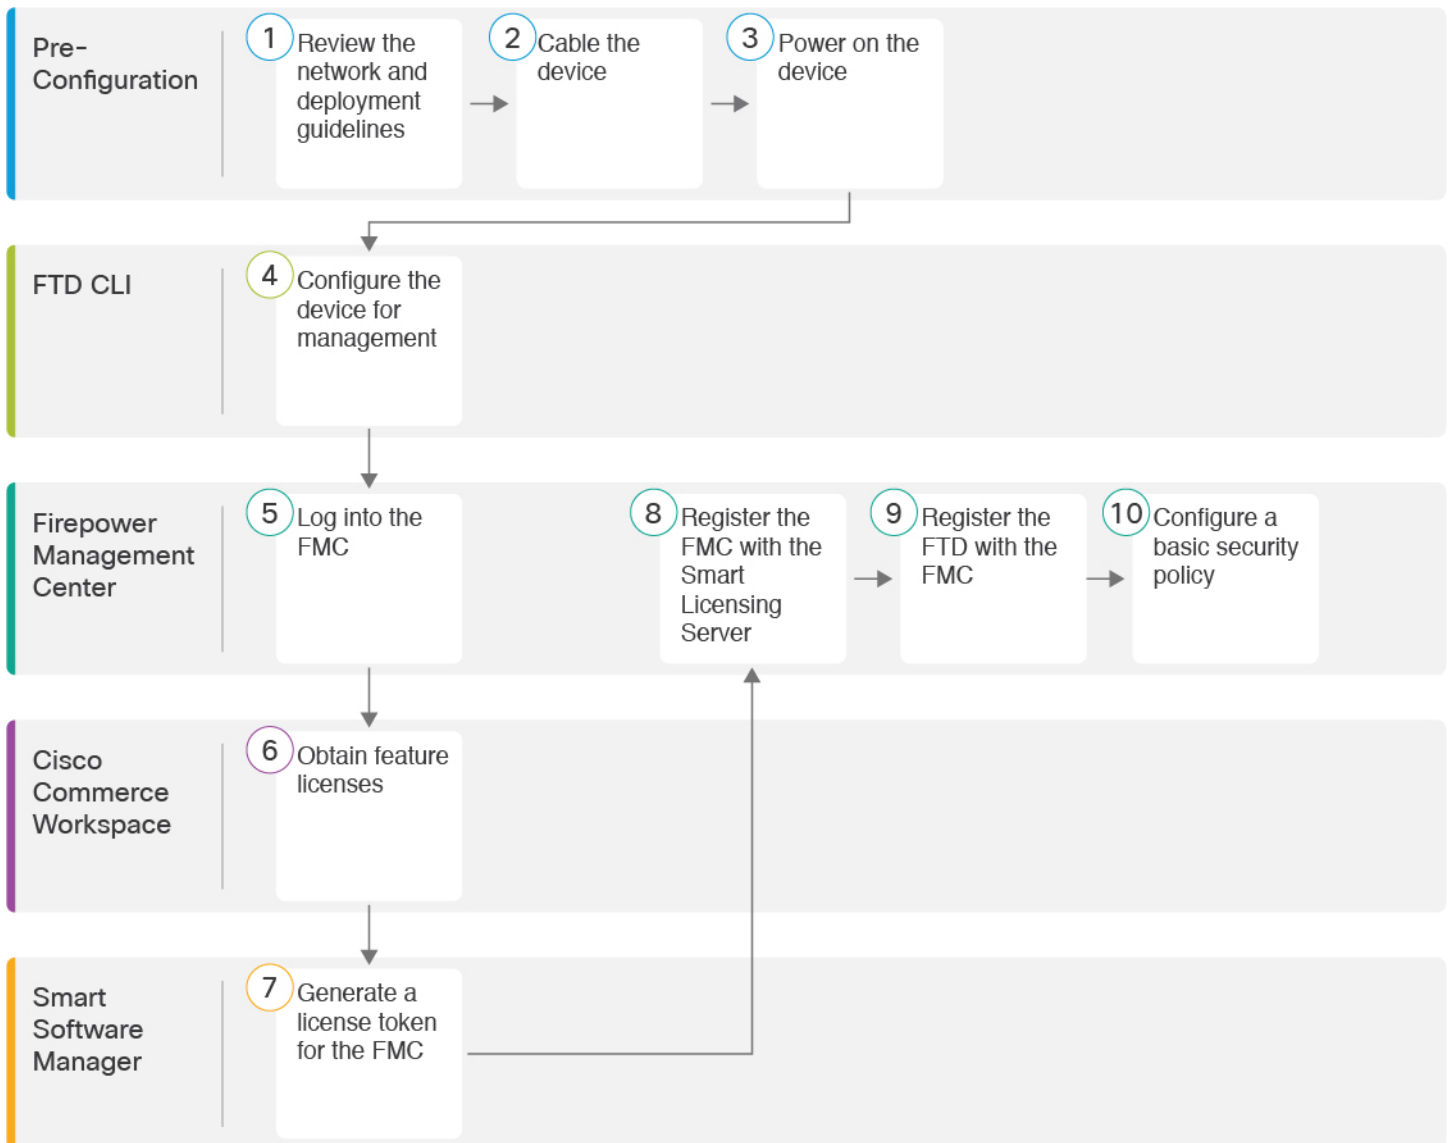 Pre-
Configuration
1
Review the
network and
deployment
guidelines
2
Cable the
device
3
Power on the
device
FTD CLI
4
Configure the
device for
management
Firepower
Management
Center
5
Log into the
FMC
8
Register the
FMC with the
Smart
Licensing
Server
9
Register the
FTD with the
FMC
10
Configure a
basic security
policy
Cisco
Commerce
Workspace
6
Obtain feature
licenses
Smart
Software
Manager
7
Generate a
license token
for the FMC